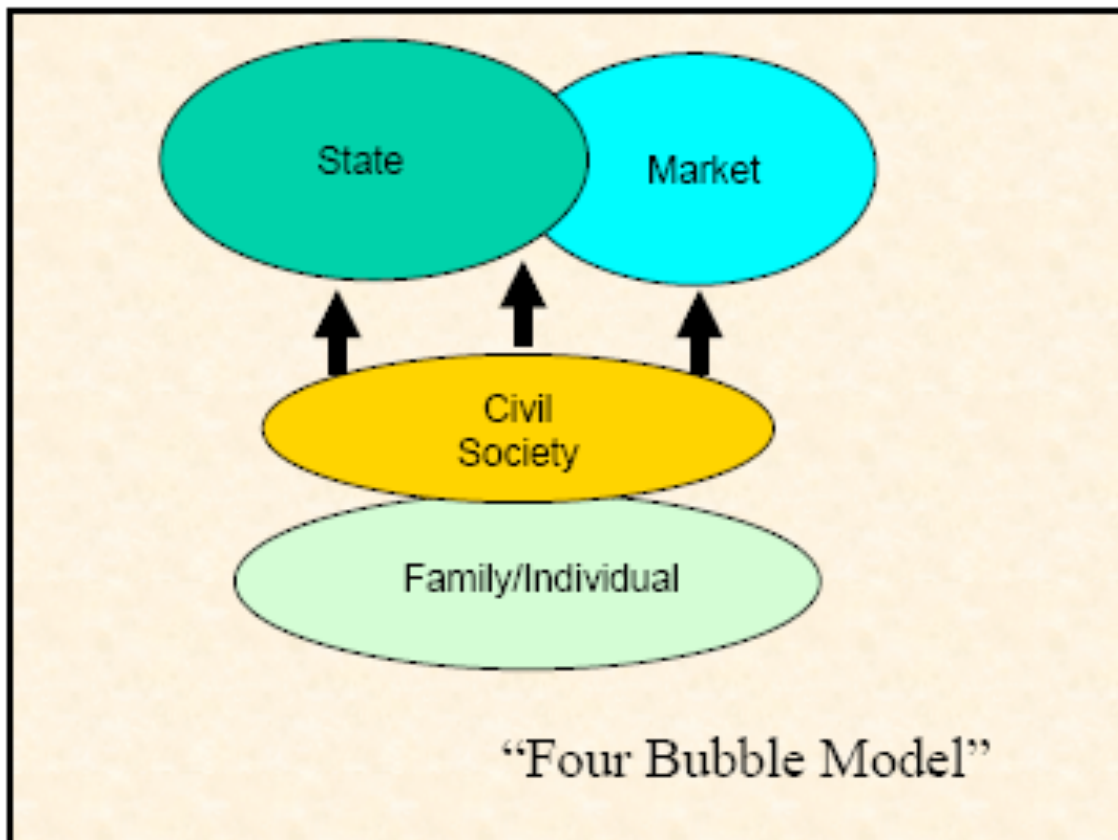 State
Market
Civil
Society
Family/Individual
“Four Bubble Model”